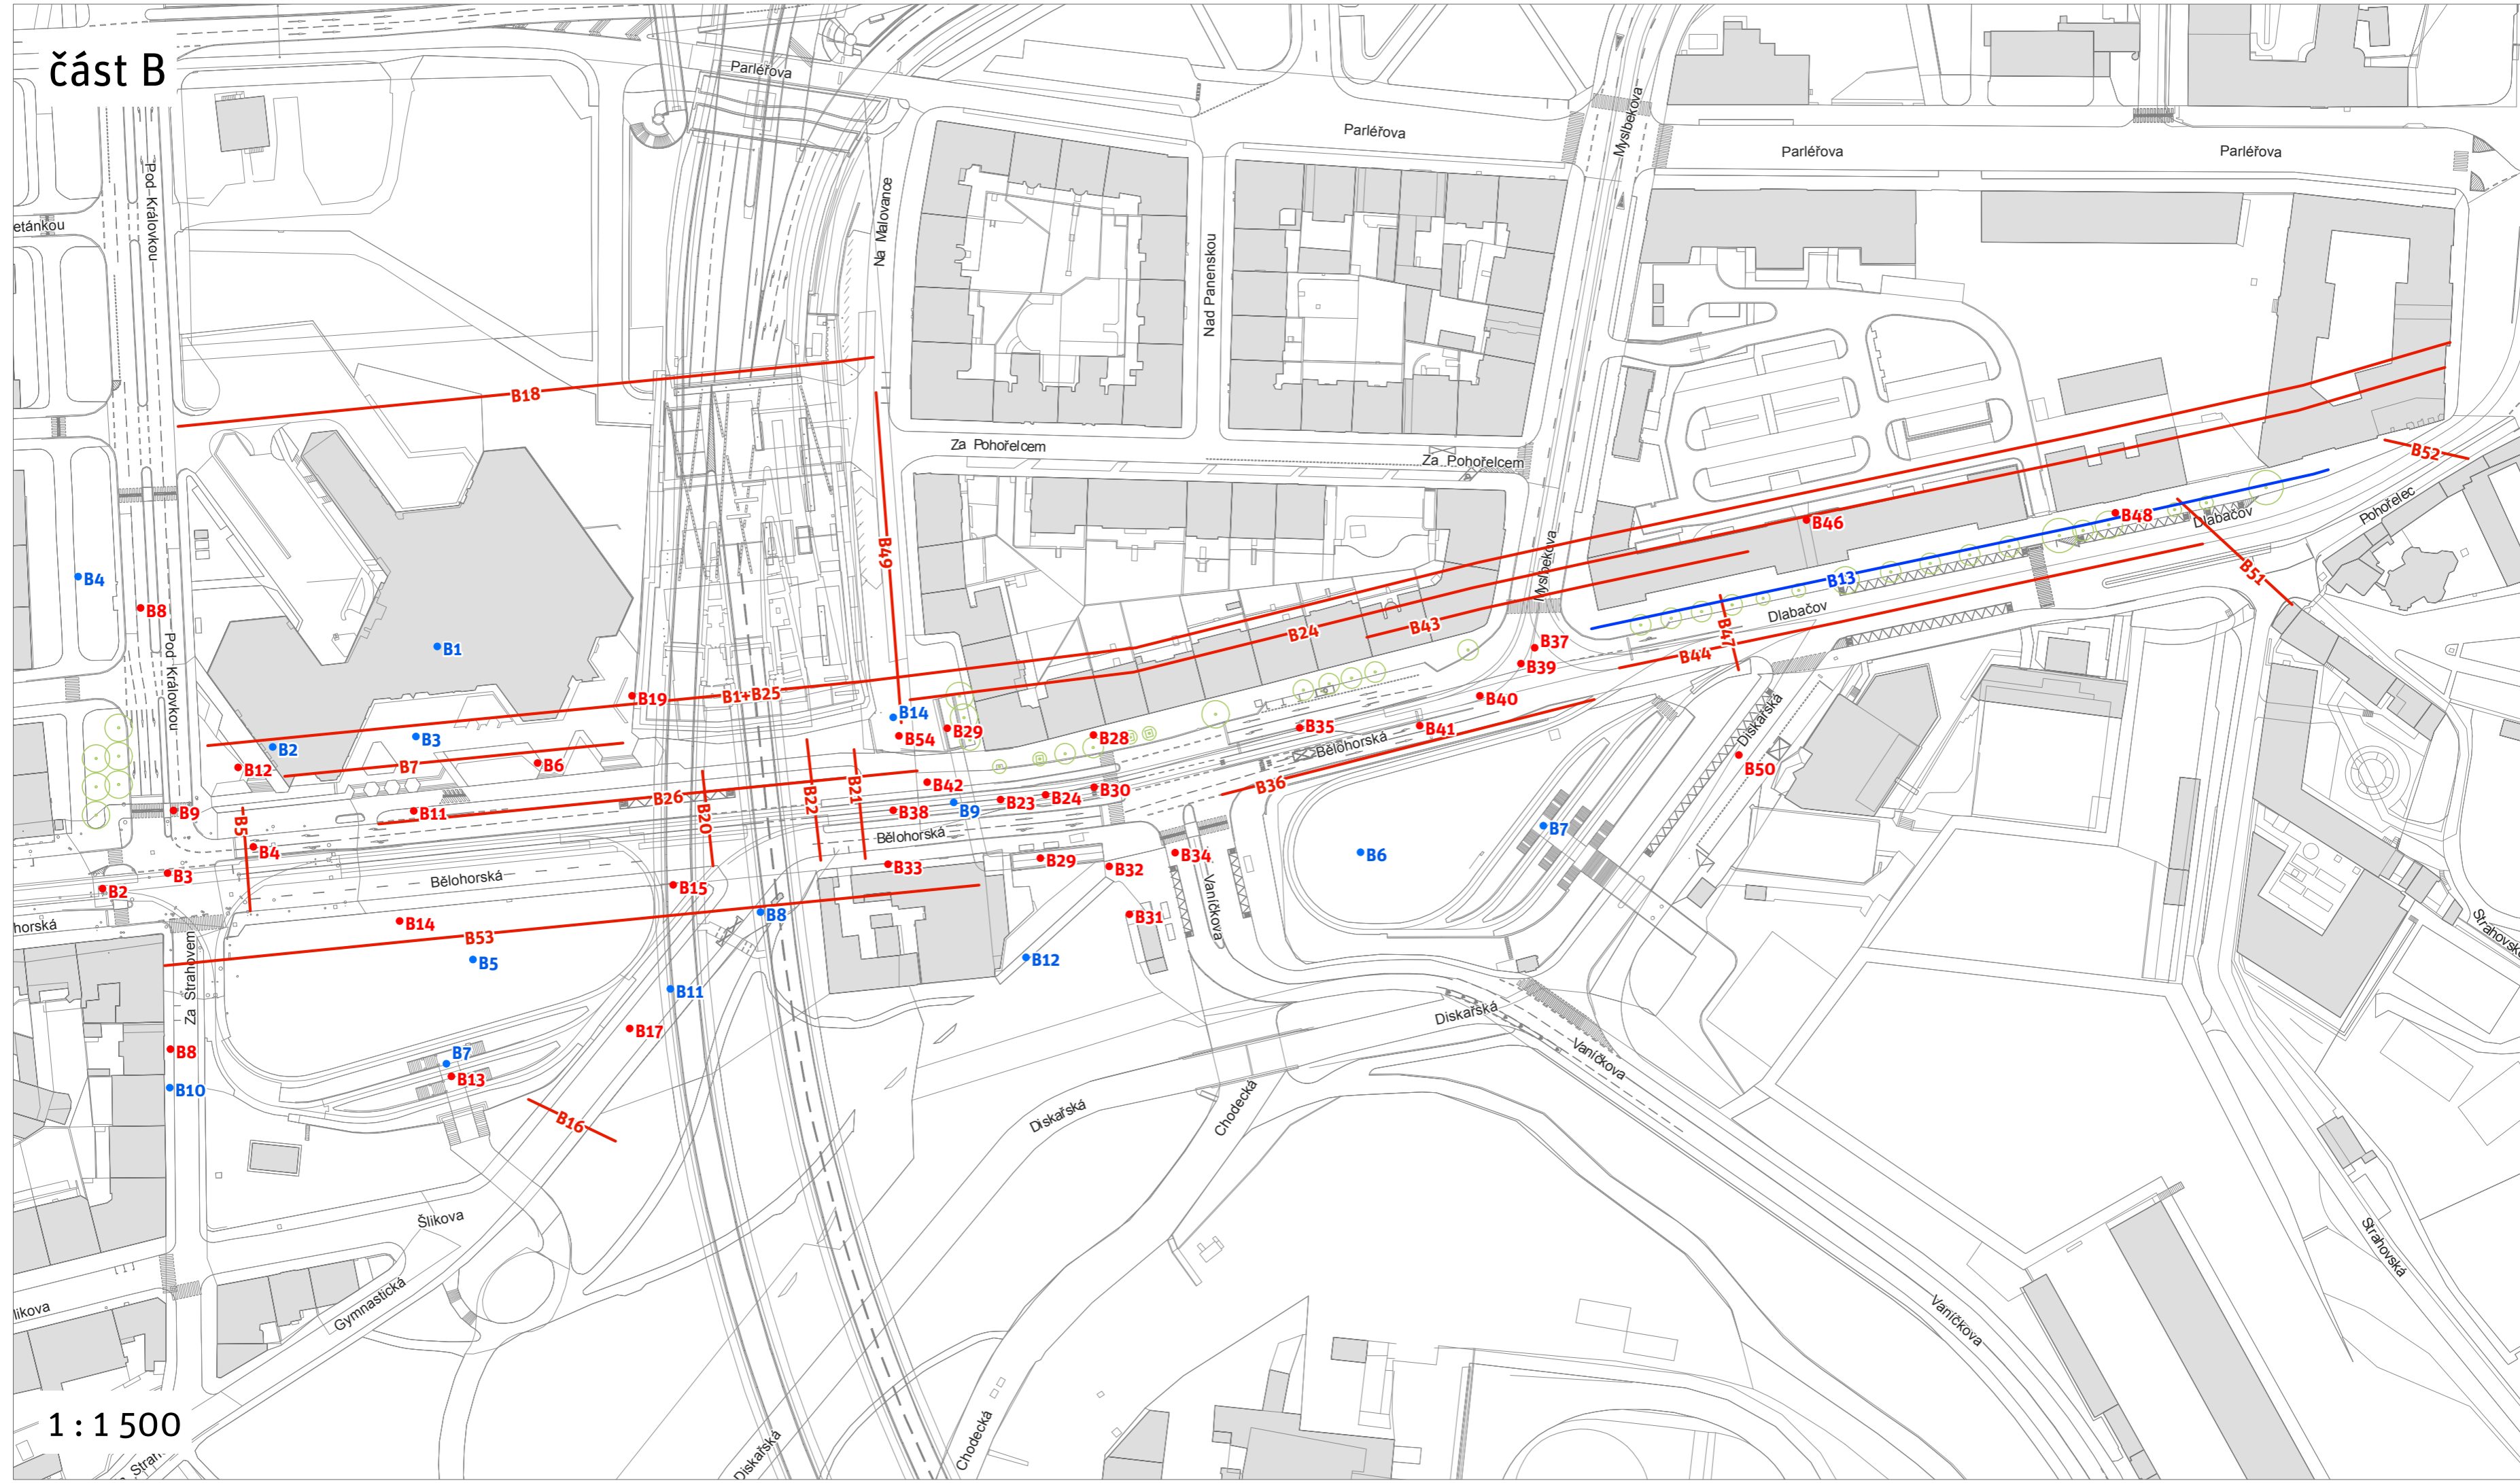 část B
Parléřova
Parléřova
Myslbekova
Parléřova
Parléřova
Pod Královkou
etánkou
Na Malovance
Nad Panenskou
B18
Za Pohořelcem
Za Pohořelcem
B52
Pohořelec
B49
B46
B48
Dlabačov
B4
B8
B51
B13
Myslbekova
Dlabačov
B24
B43
B47
B37
B44
B39
B1
Pod Královkou
B19
B1+B25
B40
B14
B54
B29
B28
B35
B41
Bělohorská
Diskařská
B50
B2
B3
B12
B7
B6
B36
B26
B21
B22
B42
B30
B24
B23
B9
B38
B9
B11
B5
B20
B4
Bělohorská
B7
B6
B34
B29
B33
B32
B3
B2
Bělohorská
B15
Vaníčkova
B8
B31
B14
horská
B53
B5
B12
Strahovská
Za Strahovem
B11
B17
Diskařská
B8
B7
B13
B10
Vaníčkova
B16
Diskařská
Chodecká
Šlikova
Strahovská
Gymnastická
likova
Vaníčkova
1 : 1 500
Chodecká
Diskařská